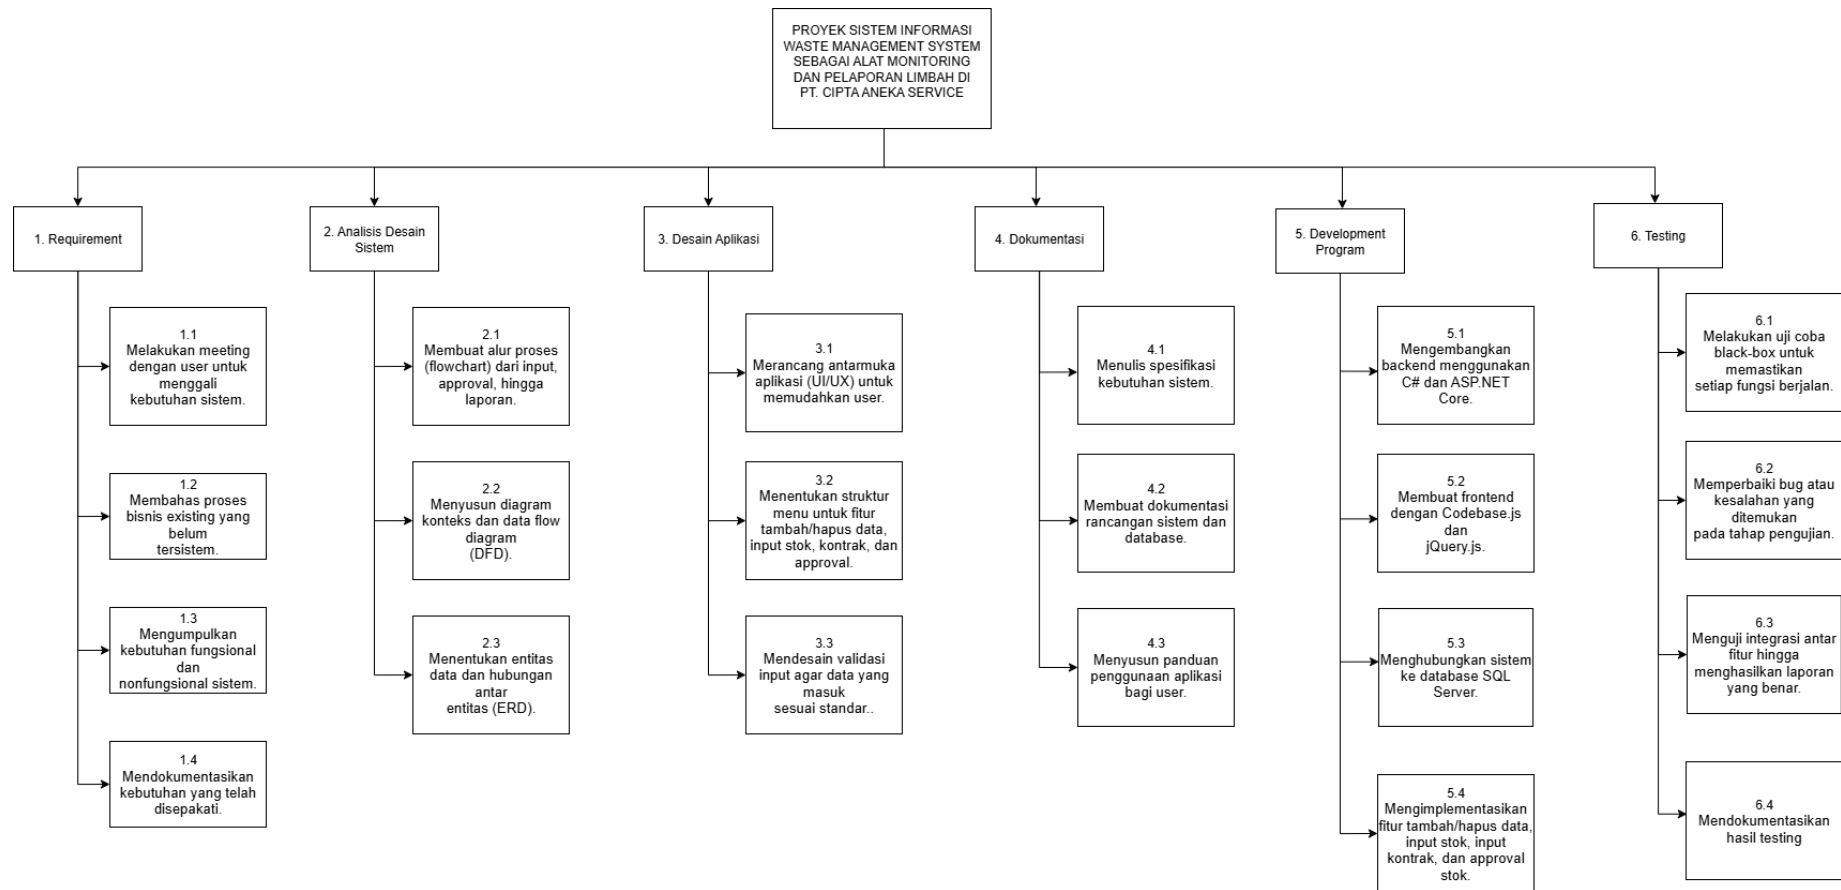 PROYEK SISTEM INFORMASI
WASTE MANAGEMENT SYSTEM
SEBAGAI ALAT MONITORING
DAN PELAPORAN LIMBAH DI
PT. CIPTA ANEKA SERVICE
1. Requirement
1.1
Melakukan meeting
dengan user untuk
menggali
kebutuhan sistem.
1.2
Membahas proses
bisnis existing yang
belum
tersistem.
1.3
Mengumpulkan
kebutuhan fungsional
dan
nonfungsional sistem.
1.4
Mendokumentasikan
kebutuhan yang telah
disepakati.
2. Analisis Desain
Sistem
2.1
Membuat alur proses
(flowchart) dari input,
approval, hingga
laporan.
2.2
Menyusun diagram
konteks dan data flow
diagram
(DFD).
2.3
Menentukan entitas
data dan hubungan
antar
entitas (ERD).
3. Desain Aplikasi
3.1
Merancang antarmuka
aplikasi (UI/UX) untuk
memudahkan user.
3.2
Menentukan struktur
menu untuk fitur
tambah/hapus data,
input stok, kontrak, dan
approval.
3.3
Mendesain validasi
input agar data yang
masuk
sesuai standar..
4. Dokumentasi
4.1
Menulis spesifikasi
kebutuhan sistem.
4.2
Membuat dokumentasi
rancangan sistem dan
database.
4.3
Menyusun panduan
penggunaan aplikasi
bagi user.
5. Development
Program
5.1
Mengembangkan
backend menggunakan
C# dan ASP.NET
Core.
5.2
Membuat frontend
dengan Codebase.js
dan
jQuery.js.
5.3
Menghubungkan sistem
ke database SQL
Server.
5.4
Mengimplementasikan
fitur tambah/hapus data,
input stok, input
kontrak, dan approval
stok.
6. Testing
6.1
Melakukan uji coba
black-box untuk
memastikan
setiap fungsi berjalan.
6.2
Memperbaiki bug atau
kesalahan yang
ditemukan
pada tahap pengujian.
6.3
Menguji integrasi antar
fitur hingga
menghasilkan laporan
yang benar.
6.4
Mendokumentasikan
hasil testing